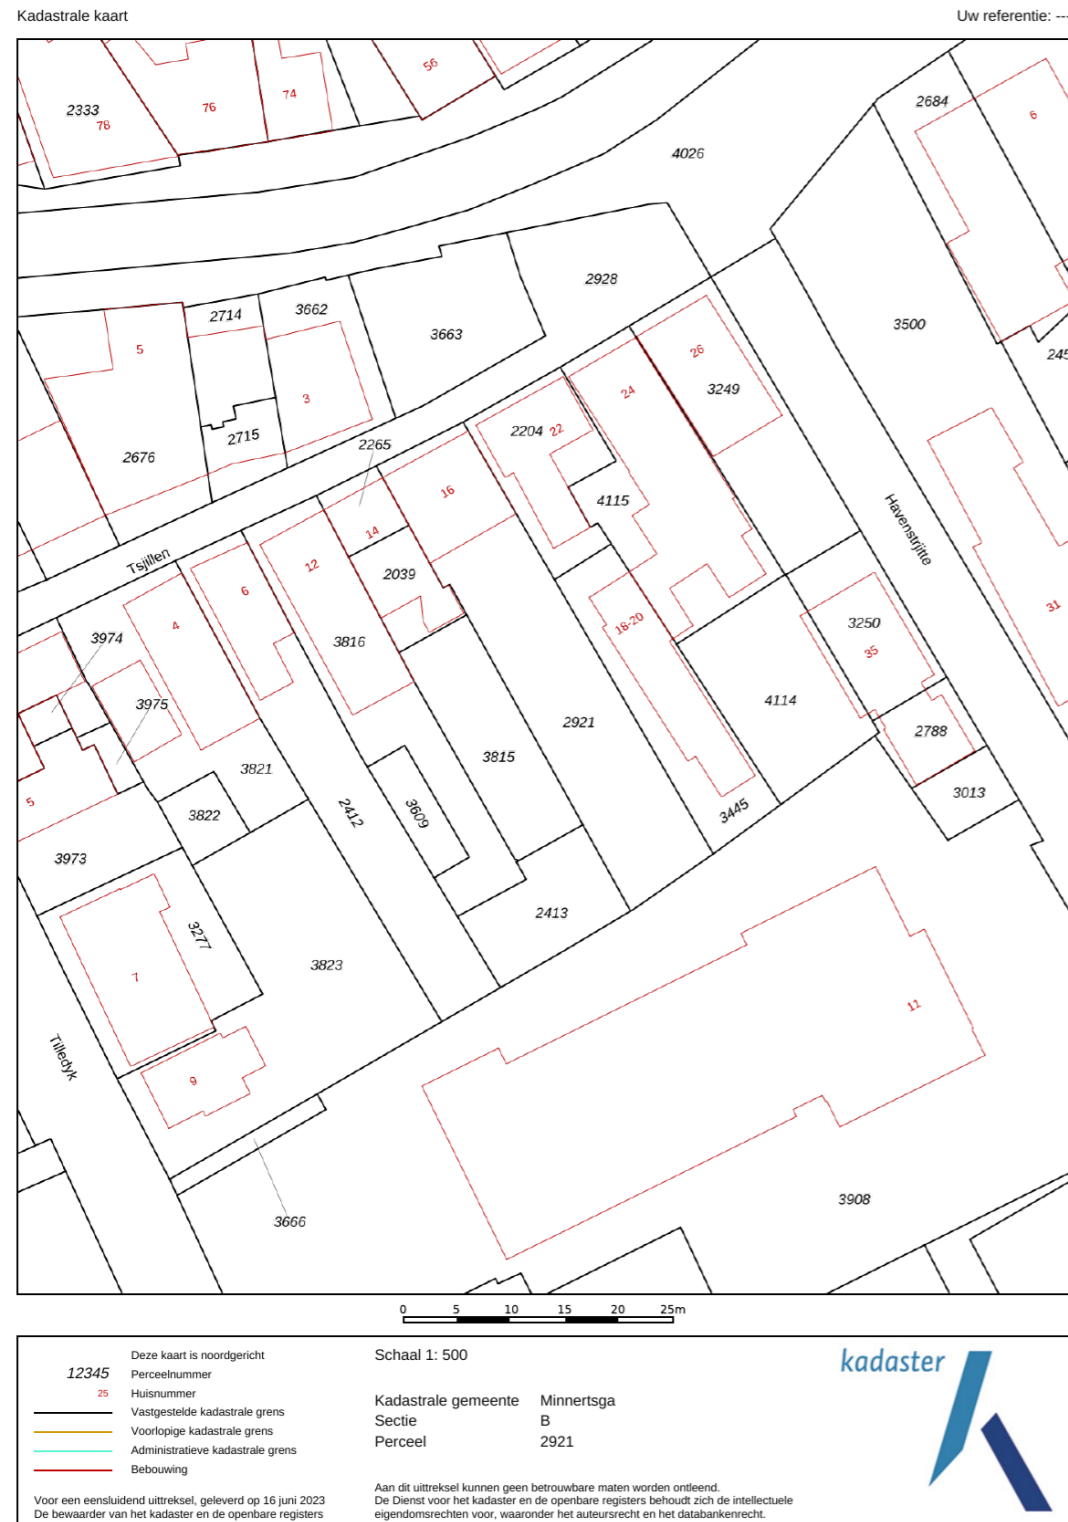 Kadastrale kaart
Uw referentie: ---
56
74
76
2333
78
2684
6
4026
2928
3662
2714
3663
3500
5
26
245
3249
3
24
2715
2265
2204
22
2676
16
4115
14
Havenstrjitte
Tsjillen
12
2039
6
31
4
18-20
3250
3974
3816
35
3975
4114
2921
2788
3815
3821
3013
5
3822
2412
3609
3445
3973
2413
3277
3823
7
11
Tilledyk
9
3908
3666
0 5 10 15 20 25m
Deze kaart is noordgericht
12345 Perceelnummer
25 Huisnummer
Vastgestelde kadastrale grens
Voorlopige kadastrale grens
Administratieve kadastrale grens
Bebouwing
Voor een eensluidend uittreksel, geleverd op 16 juni 2023
De bewaarder van het kadaster en de openbare registers
Schaal 1: 500
Kadastrale gemeente Minnertsga
Sectie B
Perceel 2921
Aan dit uittreksel kunnen geen betrouwbare maten worden ontleend.
De Dienst voor het kadaster en de openbare registers behoudt zich de intellectuele
eigendomsrechten voor, waaronder het auteursrecht en het databankenrecht.
kadaster